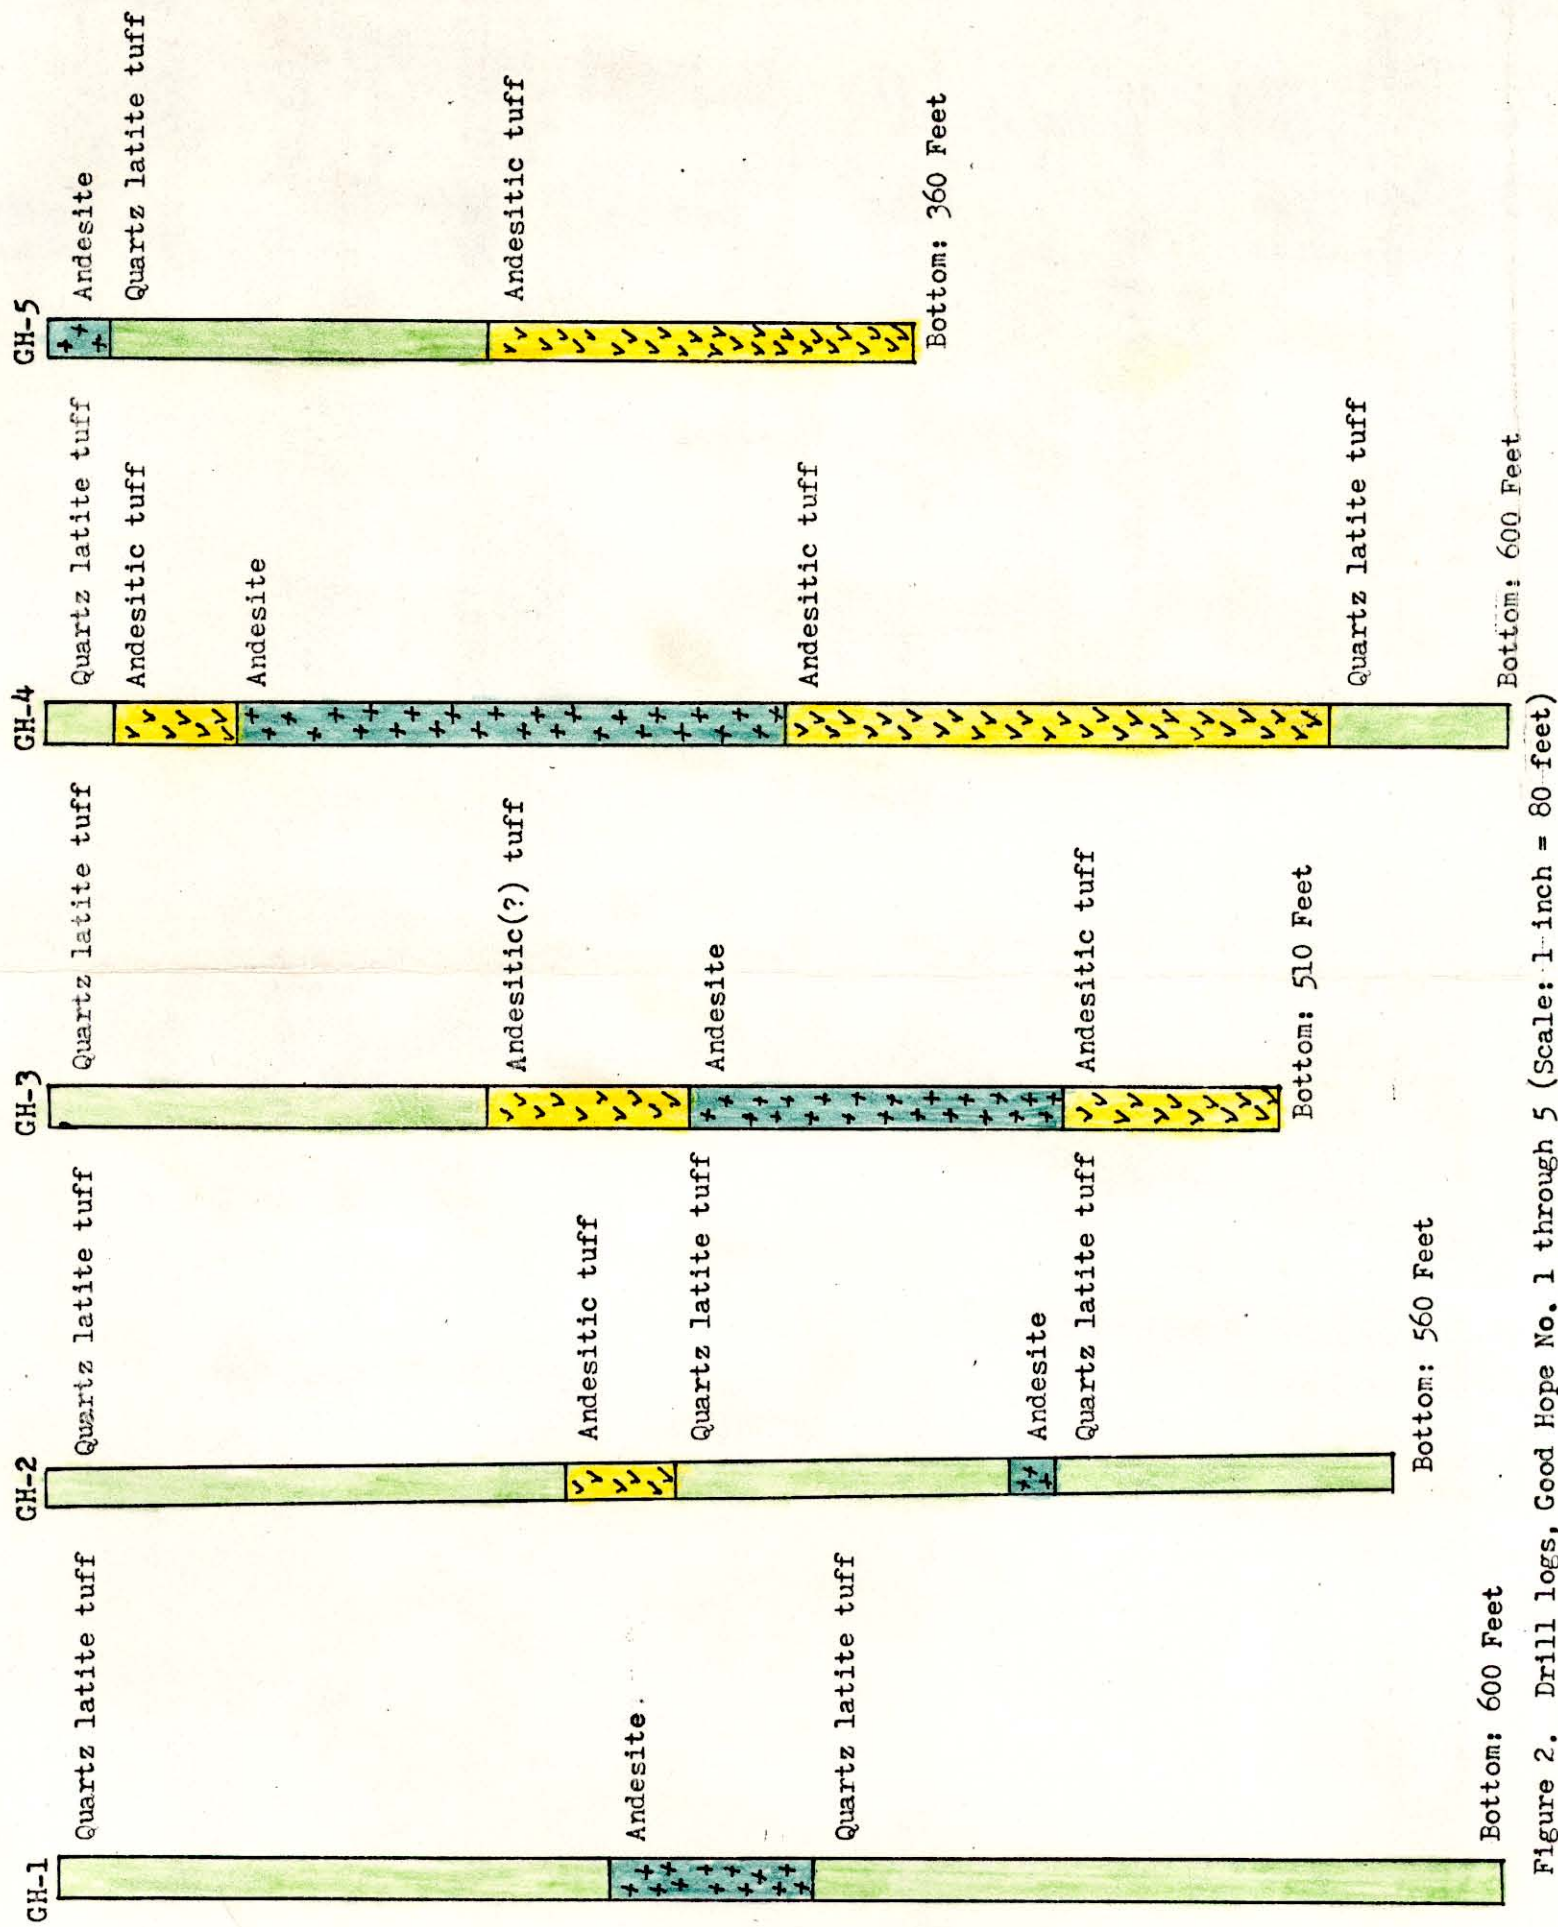 GH-1
Quartz latite tuff
Andesite
Quartz latite tuff
Bottom: 600 Feet
GH-2
Quartz latite tuff
Andesitic tuff
Quartz latite tuff
Andesite
Quartz latite tuff
Bottom: 560 Feet
GH-3
Quartz latite tuff
Andesitic(?) tuff
Andesite
Andesitic tuff
Bottom: 510 Feet
GH-4
Quartz latite tuff
Andesitic tuff
Andesite
Andesitic tuff
Quartz latite tuff
Bottom: 600 Feet
GH-5
Andesite
Quartz latite tuff
Andesitic tuff
Bottom: 360 Feet
Figure 2. Drill logs, Good Hope No. 1 through 5 (Scale: 1 inch = 80 feet)